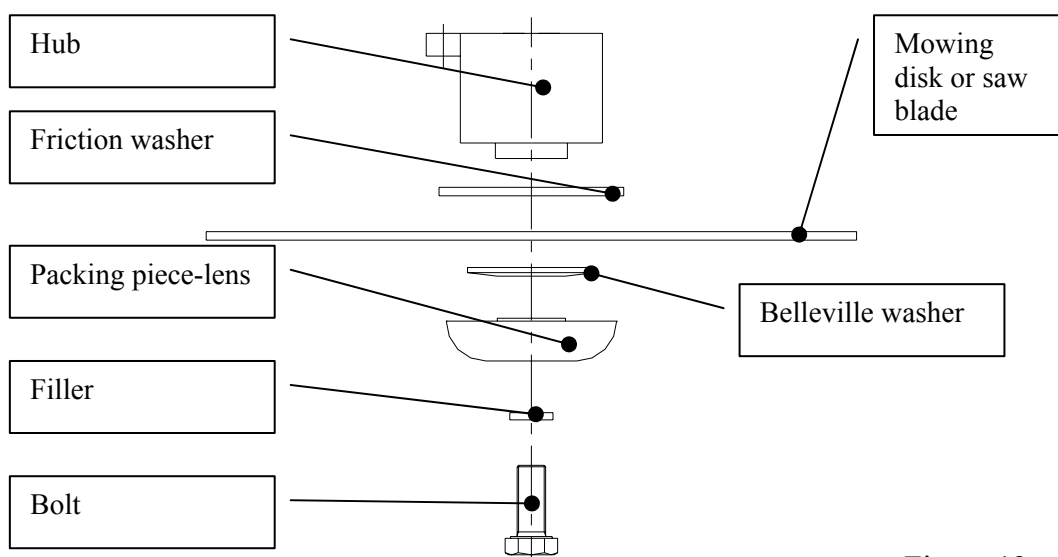 Hub
Mowing
disk or saw
blade
Friction washer
Packing piece-lens
Belleville washer
Filler
Bolt